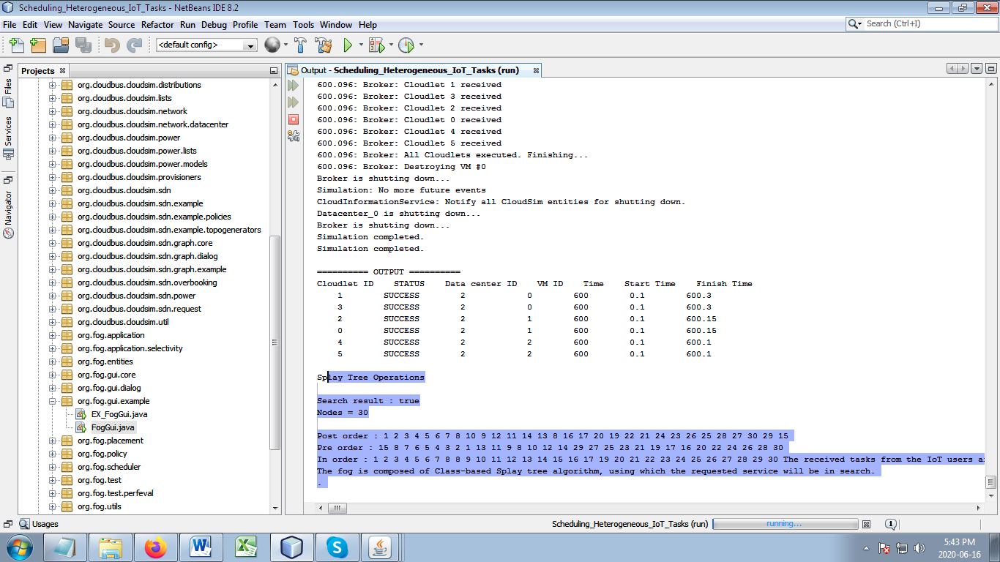 Scheduling_Heterogeneous_IoT_Tasks - NetBeans IDE 8.2
File Edit View Navigate Source Refactor Run Debug Profile Team Tools Window Help
Search (Ctrl+I)
<default config>
Projects
Output - Scheduling_Heterogeneous_IoT_Tasks (run)
Files
Services
Navigator
org.cloudbus.cloudsim.distributions
org.cloudbus.cloudsim.lists
org.cloudbus.cloudsim.network
org.cloudbus.cloudsim.network.datacenter
org.cloudbus.cloudsim.power
org.cloudbus.cloudsim.power.lists
org.cloudbus.cloudsim.power.models
org.cloudbus.cloudsim.provisioners
org.cloudbus.cloudsim.sdn
org.cloudbus.cloudsim.sdn.example
org.cloudbus.cloudsim.sdn.example.policies
org.cloudbus.cloudsim.sdn.example.topogenerators
org.cloudbus.cloudsim.sdn.graph.core
org.cloudbus.cloudsim.sdn.graph.dialog
org.cloudbus.cloudsim.sdn.graph.example
org.cloudbus.cloudsim.sdn.overbooking
org.cloudbus.cloudsim.sdn.power
org.cloudbus.cloudsim.sdn.request
org.cloudbus.cloudsim.util
org.fog.application
org.fog.application.selectivity
org.fog.entities
org.fog.gui.core
org.fog.gui.dialog
org.fog.gui.example
EX_FogGui.java
FogGui.java
org.fog.placement
org.fog.policy
org.fog.scheduler
org.fog.test
org.fog.test.perfeval
org.fog.utils
600.096: Broker: Cloudlet 1 received
600.096: Broker: Cloudlet 3 received
600.096: Broker: Cloudlet 2 received
600.096: Broker: Cloudlet 0 received
600.096: Broker: Cloudlet 4 received
600.096: Broker: Cloudlet 5 received
600.096: Broker: All Cloudlets executed. Finishing...
600.096: Broker: Destroying VM #0
Broker is shutting down...
Simulation: No more future events
CloudInformationService: Notify all CloudSim entities for shutting down.
Datacenter_0 is shutting down...
Broker is shutting down...
Simulation completed.
Simulation completed.
========== OUTPUT ==========
Cloudlet ID STATUS Data center ID VM ID Time Start Time Finish Time
1 SUCCESS 2 0 600 0.1 600.3
3 SUCCESS 2 0 600 0.1 600.3
2 SUCCESS 2 1 600 0.1 600.15
0 SUCCESS 2 1 600 0.1 600.15
4 SUCCESS 2 2 600 0.1 600.1
5 SUCCESS 2 2 600 0.1 600.1
Splay Tree Operations
Search result : true
Nodes = 30
Post order : 1 2 3 4 5 6 7 8 10 9 12 11 14 13 8 16 17 20 19 22 21 24 23 26 25 28 27 30 29 15
Pre order : 15 8 7 6 5 4 3 2 1 13 11 9 8 10 12 14 29 27 25 23 21 19 17 16 20 22 24 26 28 30
In order : 1 2 3 4 5 6 7 8 8 9 10 11 12 13 14 15 16 17 19 20 21 22 23 24 25 26 27 28 29 30 The received tasks from the IoT users a
The fog is composed of Class-based Splay tree algorithm, using which the requested service will be in search.
.
Usages
Scheduling_Heterogeneous_IoT_Tasks (run)
running...
1
5:43 PM
2020-06-16